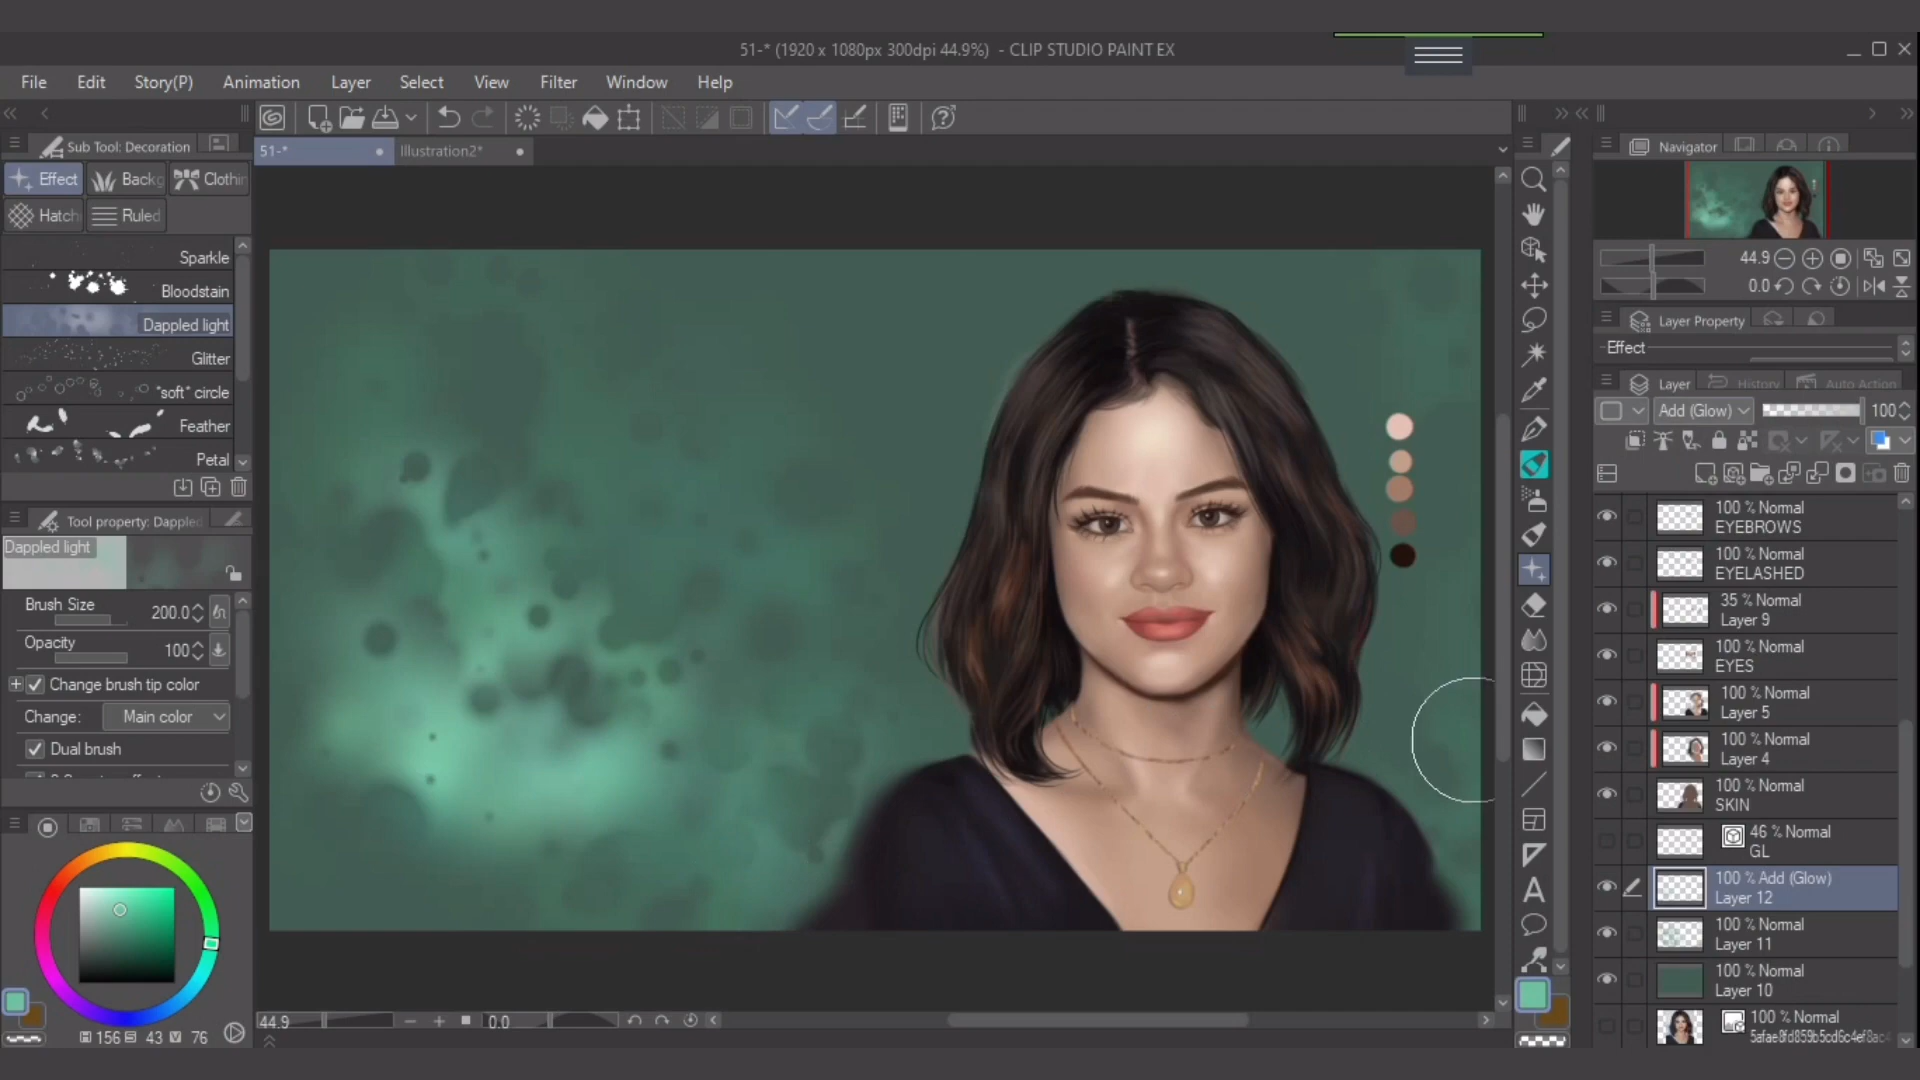 51-* (1920 x 1080px 300dpi 44.9%) - CLIP STUDIO PAINT EX
File Edit Story(P) Animation Layer Select View Filter Window Help
Sub Tool: Decoration
51-*
Illustration2*
Effect Backg Clothin
Hatch Ruled
Sparkle
Bloodstain
Dappled light
Glitter
*soft* circle
Feather
Petal
Tool property: Dappled
Dappled light
Brush Size 200.0
Opacity 100
Change brush tip color
Change: Main color
Dual brush
H 156 S 43 V 76
44.9 0.0
Navigator
44.9
0.0
Layer Property
Effect
Layer History Auto Action
Add (Glow) 100
100 % Normal
EYEBROWS
100 % Normal
EYELASHED
35 % Normal
Layer 9
100 % Normal
EYES
100 % Normal
Layer 5
100 % Normal
Layer 4
100 % Normal
SKIN
46 % Normal
GL
100 % Add (Glow)
Layer 12
100 % Normal
Layer 11
100 % Normal
Layer 10
100 % Normal
5afae8fd859b5cd6c4ef8ac4